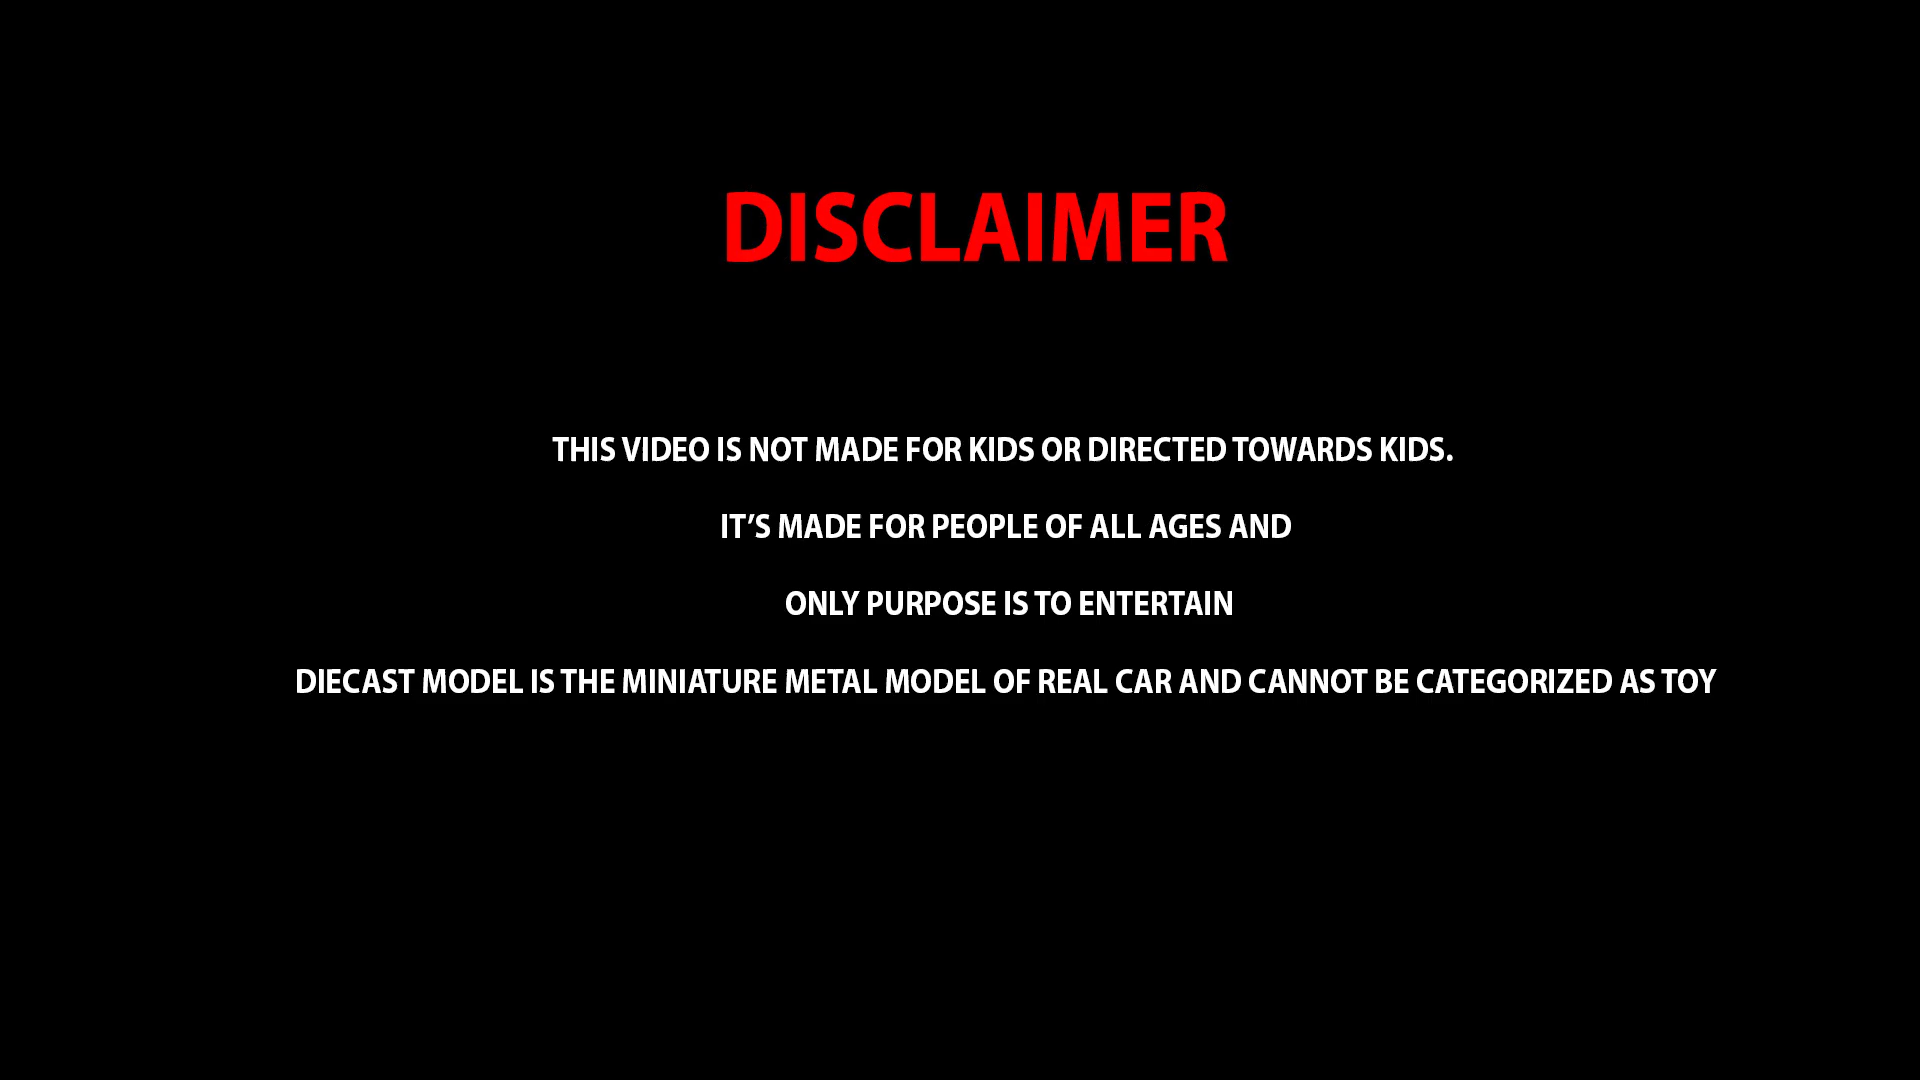 DISCLAIMER
THIS VIDEO IS NOT MADE FOR KIDS OR DIRECTED TOWARDS KIDS.
IT’S MADE FOR PEOPLE OF ALL AGES AND
ONLY PURPOSE IS TO ENTERTAIN
DIECAST MODEL IS THE MINIATURE METAL MODEL OF REAL CAR AND CANNOT BE CATEGORIZED AS TOY